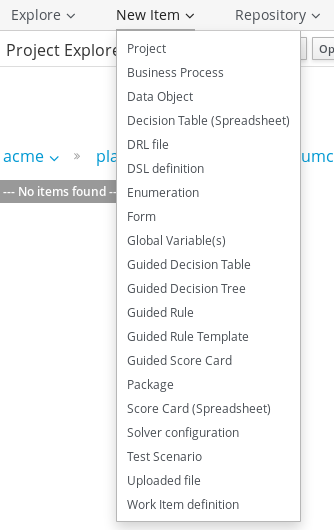 Explore New Item Repository
Project Explore
acme » pla
--- No items found --
Project
Business Process
Data Object
Decision Table (Spreadsheet)
DRL file
DSL definition
Enumeration
Form
Global Variable(s)
Guided Decision Table
Guided Decision Tree
Guided Rule
Guided Rule Template
Guided Score Card
Package
Score Card (Spreadsheet)
Solver configuration
Test Scenario
Uploaded file
Work Item definition
Op
umc